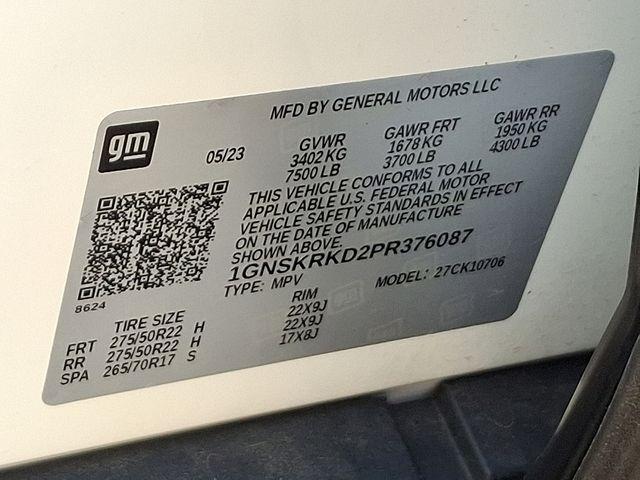 MFD BY GENERAL MOTORS LLC
gm
05/23
GVWR GAWR FRT GAWR RR
3402 KG 1678 KG 1950 KG
7500 LB 3700 LB 4300 LB
THIS VEHICLE CONFORMS TO ALL
APPLICABLE U.S. FEDERAL MOTOR
VEHICLE SAFETY STANDARDS IN EFFECT
ON THE DATE OF MANUFACTURE
SHOWN ABOVE.
1GNSKRKD2PR376087
TYPE: MPV MODEL: 27CK10706
8624
TIRE SIZE RIM
FRT 275/50R22 H 22X9J
RR 275/50R22 H 22X9J
SPA 265/70R17 S 17X8J